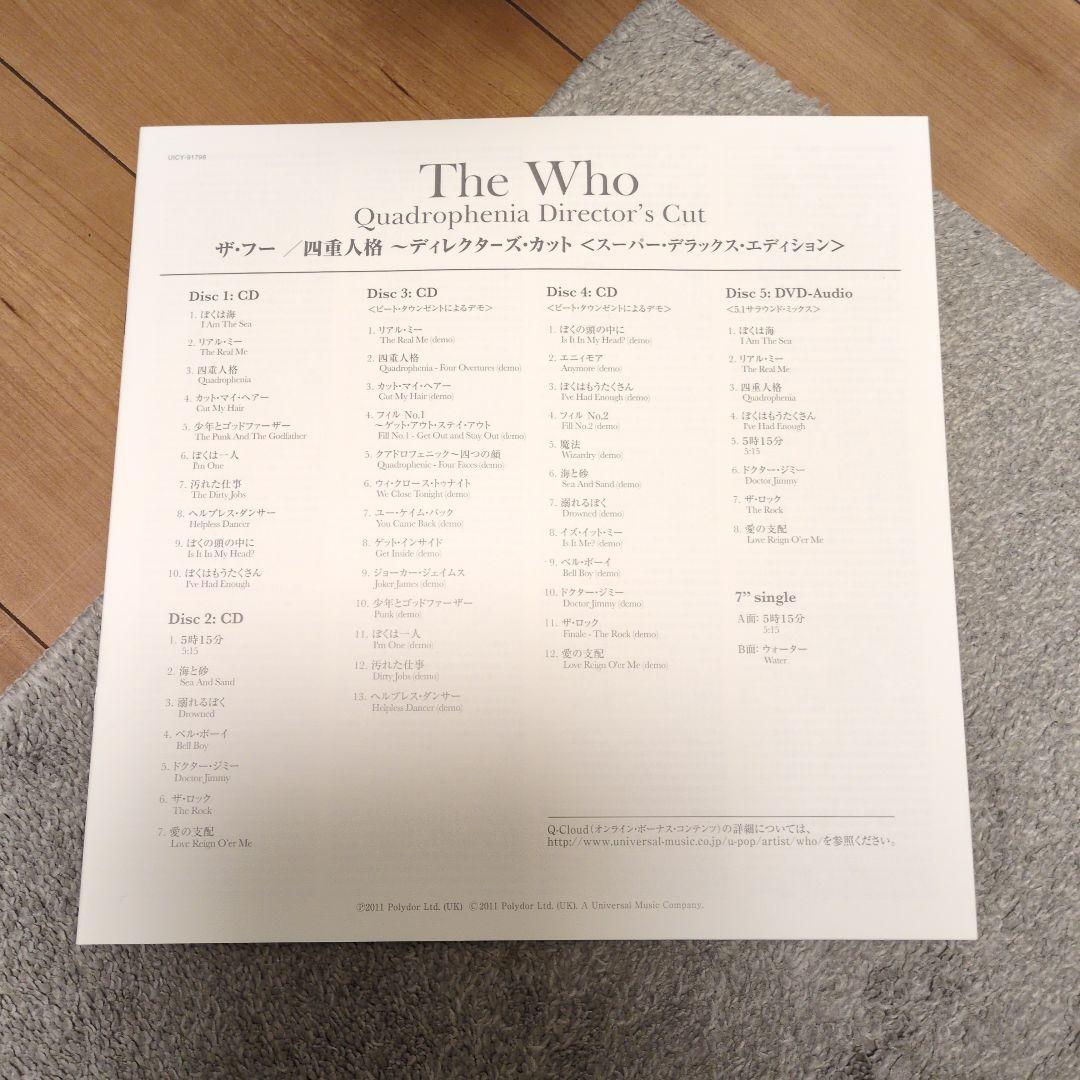 UICY-91798
The Who
Quadrophenia Director's Cut
ザ・フー ／四重人格 ～ディレクターズ・カット ＜スーパー・デラックス・エディション＞
Disc 1: CD
1. ぼくは海
I Am The Sea
2. リアル・ミー
The Real Me
3. 四重人格
Quadrophenia
4. カット・マイ・ヘアー
Cut My Hair
5. 少年とゴッドファーザー
The Punk And The Godfather
6. ぼくは一人
I'm One
7. 汚れた仕事
The Dirty Jobs
8. ヘルプレス・ダンサー
Helpless Dancer
9. ぼくの頭の中に
Is It In My Head?
10. ぼくはもうたくさん
I've Had Enough
Disc 2: CD
1. 5時15分
5:15
2. 海と砂
Sea And Sand
3. 溺れるぼく
Drowned
4. ベル・ボーイ
Bell Boy
5. ドクター・ジミー
Doctor Jimmy
6. ザ・ロック
The Rock
7. 愛の支配
Love Reign O'er Me
Disc 3: CD
＜ピート・タウンゼントによるデモ＞
1. リアル・ミー
The Real Me (demo)
2. 四重人格
Quadrophenia - Four Overtures (demo)
3. カット・マイ・ヘアー
Cut My Hair (demo)
4. フィル No.1
～ゲット・アウト・ステイ・アウト
Fill No.1 - Get Out and Stay Out (demo)
5. クアドロフェニック～四つの顔
Quadrophenic - Four Faces (demo)
6. ウィ・クロース・トゥナイト
We Close Tonight (demo)
7. ユー・ケイム・バック
You Came Back (demo)
8. ゲット・インサイド
Get Inside (demo)
9. ジョーカー・ジェイムス
Joker James (demo)
10. 少年とゴッドファーザー
Punk (demo)
11. ぼくは一人
I'm One (demo)
12. 汚れた仕事
Dirty Jobs (demo)
13. ヘルプレス・ダンサー
Helpless Dancer (demo)
Disc 4: CD
＜ピート・タウンゼントによるデモ＞
1. ぼくの頭の中に
Is It In My Head? (demo)
2. エニィモア
Anymore (demo)
3. ぼくはもうたくさん
I've Had Enough (demo)
4. フィル No.2
Fill No.2 (demo)
5. 魔法
Wizardry (demo)
6. 海と砂
Sea And Sand (demo)
7. 溺れるぼく
Drowned (demo)
8. イズ・イット・ミー
Is It Me? (demo)
9. ベル・ボーイ
Bell Boy (demo)
10. ドクター・ジミー
Doctor Jimmy (demo)
11. ザ・ロック
Finale - The Rock (demo)
12. 愛の支配
Love Reign O'er Me (demo)
Disc 5: DVD-Audio
＜5.1サラウンド・ミックス＞
1. ぼくは海
I Am The Sea
2. リアル・ミー
The Real Me
3. 四重人格
Quadrophenia
4. ぼくはもうたくさん
I've Had Enough
5. 5時15分
5:15
6. ドクター・ジミー
Doctor Jimmy
7. ザ・ロック
The Rock
8. 愛の支配
Love Reign O'er Me
7” single
A面: 5時15分
5:15
B面: ウォーター
Water
Q-Cloud（オンライン・ボーナス・コンテンツ）の詳細については、
http://www.universal-music.co.jp/u-pop/artist/who/を参照ください。
℗2011 Polydor Ltd. (UK) ©2011 Polydor Ltd. (UK). A Universal Music Company.